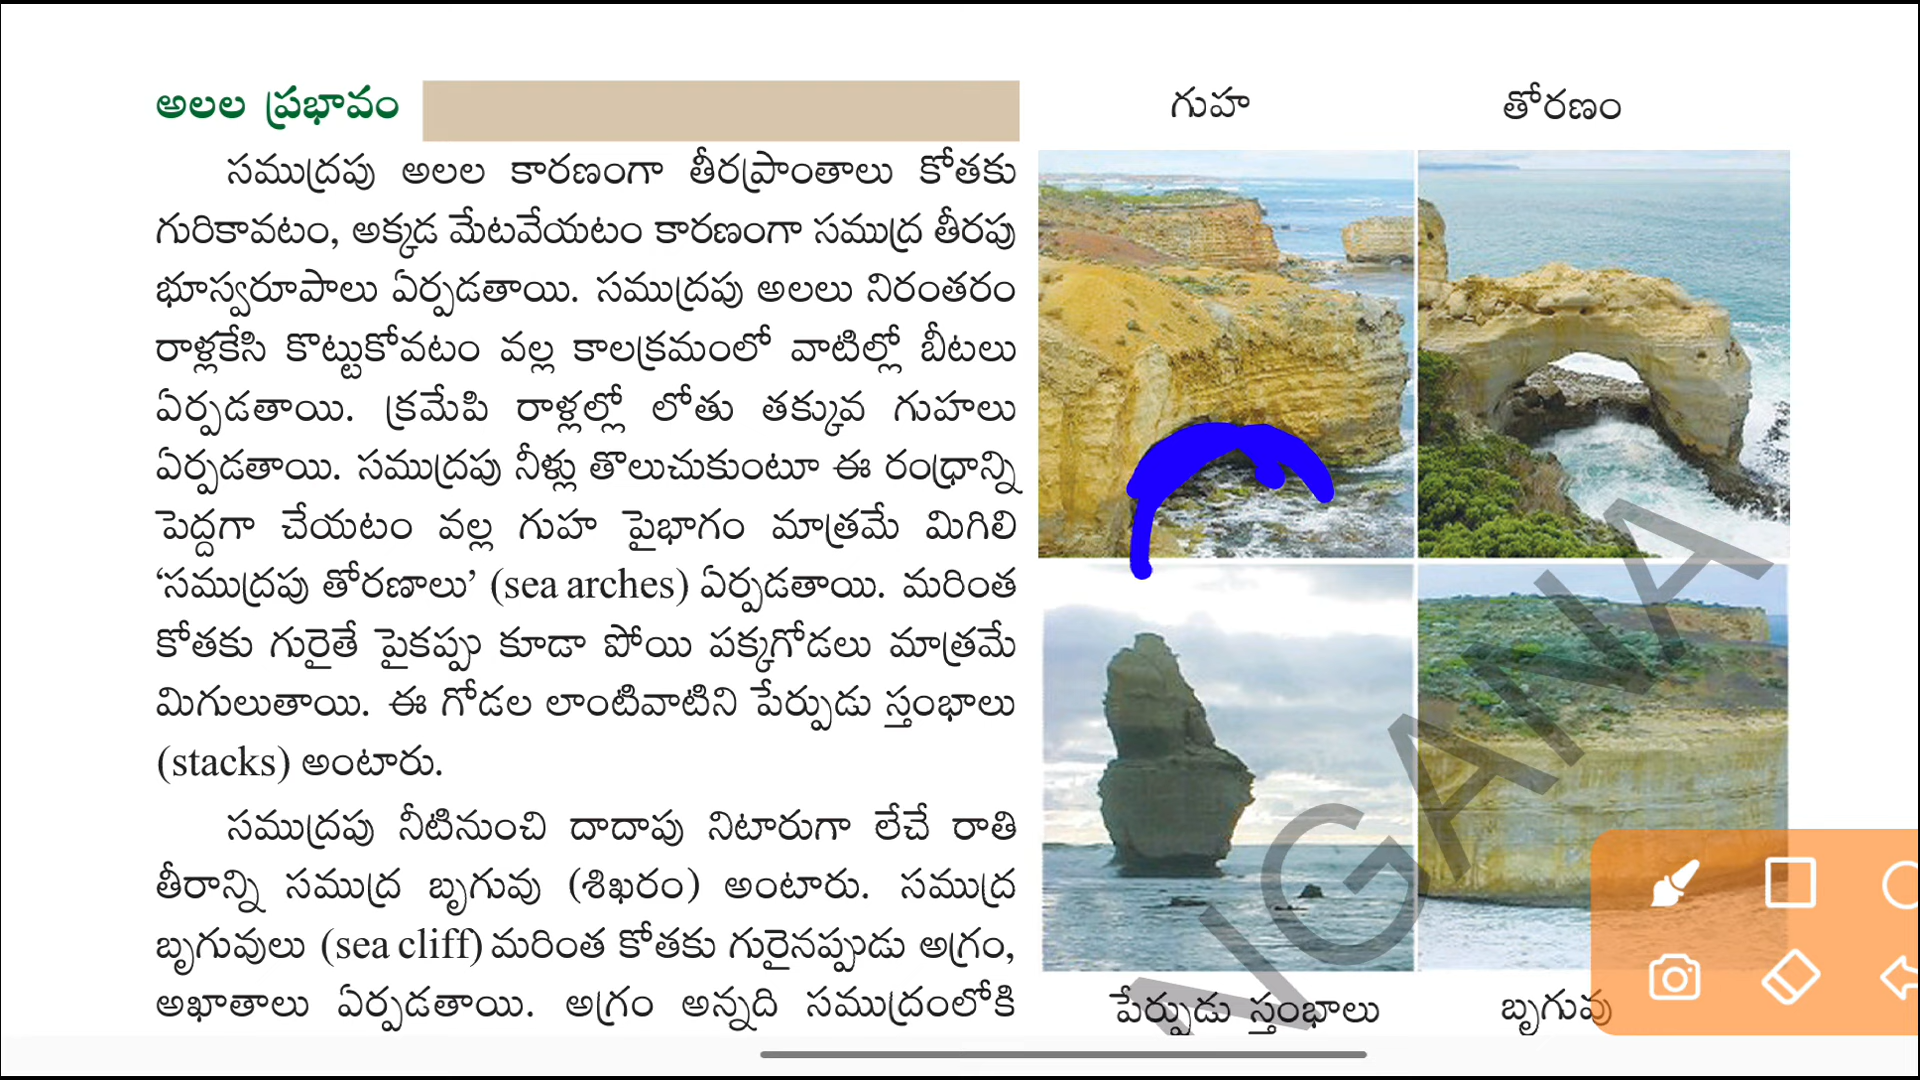 అలల ప్రభావం
సముద్రపు అలల కారణంగా తీరప్రాంతాలు కోతకు
గురికావటం, అక్కడ మేటవేయటం కారణంగా సముద్ర తీరపు
భూస్వరూపాలు ఏర్పడతాయి. సముద్రపు అలలు నిరంతరం
రాళ్లకేసి కొట్టుకోవటం వల్ల కాలక్రమంలో వాటిల్లో బీటలు
ఏర్పడతాయి. క్రమేపి రాళ్లల్లో లోతు తక్కువ గుహలు
ఏర్పడతాయి. సముద్రపు నీళ్లు తొలుచుకుంటూ ఈ రంధ్రాన్ని
పెద్దగా చేయటం వల్ల గుహ పైభాగం మాత్రమే మిగిలి
‘సముద్రపు తోరణాలు’ (sea arches) ఏర్పడతాయి. మరింత
కోతకు గురైతే పైకప్పు కూడా పోయి పక్కగోడలు మాత్రమే
మిగులుతాయి. ఈ గోడల లాంటివాటిని పేర్పుడు స్తంభాలు
(stacks) అంటారు.
సముద్రపు నీటినుంచి దాదాపు నిటారుగా లేచే రాతి
తీరాన్ని సముద్ర బృగువు (శిఖరం) అంటారు. సముద్ర
బృగువులు (sea cliff) మరింత కోతకు గురైనప్పుడు అగ్రం,
అఖాతాలు ఏర్పడతాయి. అగ్రం అన్నది సముద్రంలోకి
గుహ
తోరణం
పేర్పుడు స్తంభాలు
బృగువు
NGANA